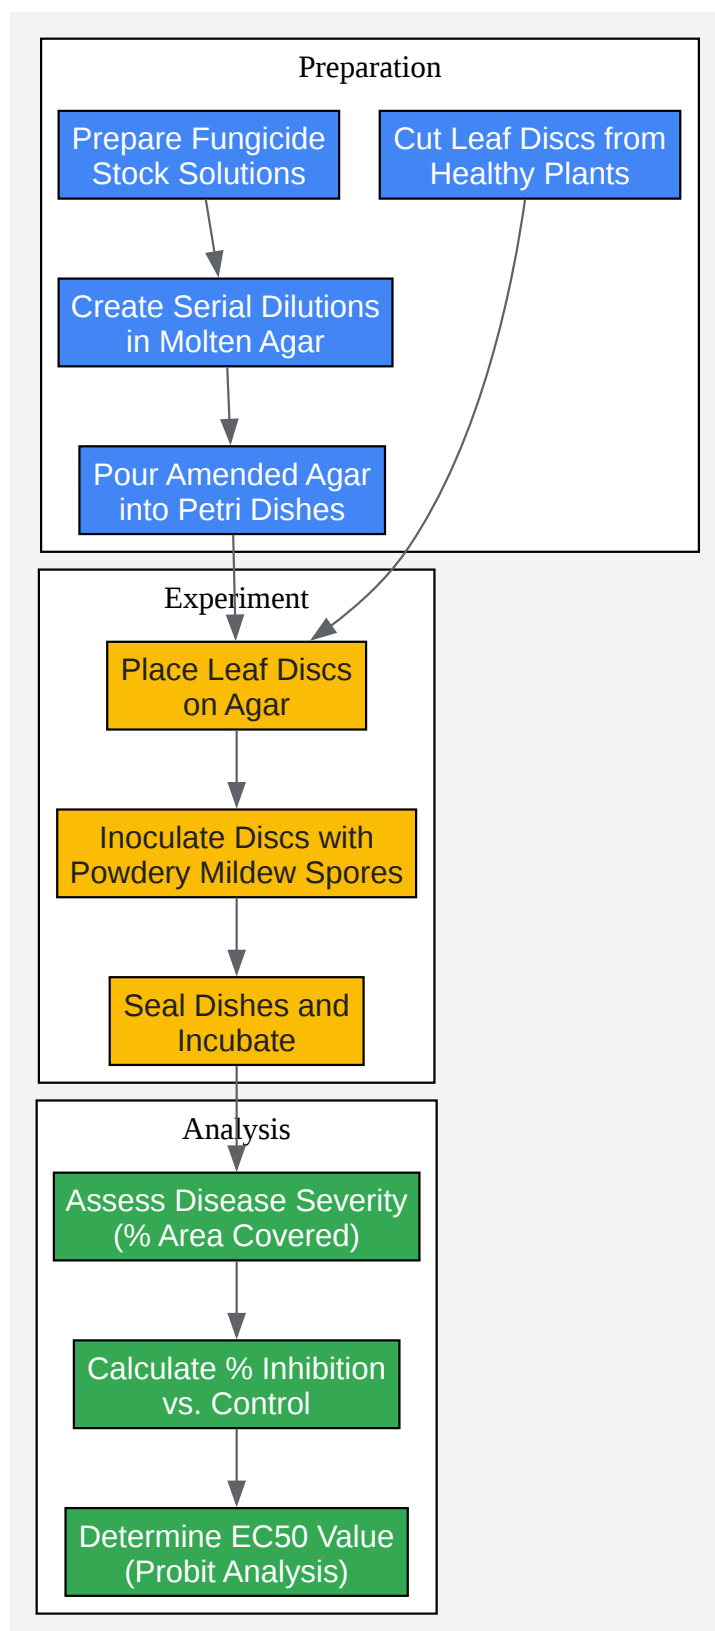 Preparation
Prepare Fungicide
Stock Solutions
Cut Leaf Discs from
Healthy Plants
Create Serial Dilutions
in Molten Agar
Pour Amended Agar
into Petri Dishes
Experiment
Place Leaf Discs
on Agar
Inoculate Discs with
Powdery Mildew Spores
Seal Dishes and
Incubate
Analysis
Assess Disease Severity
(% Area Covered)
Calculate % Inhibition
vs. Control
Determine EC50 Value
(Probit Analysis)